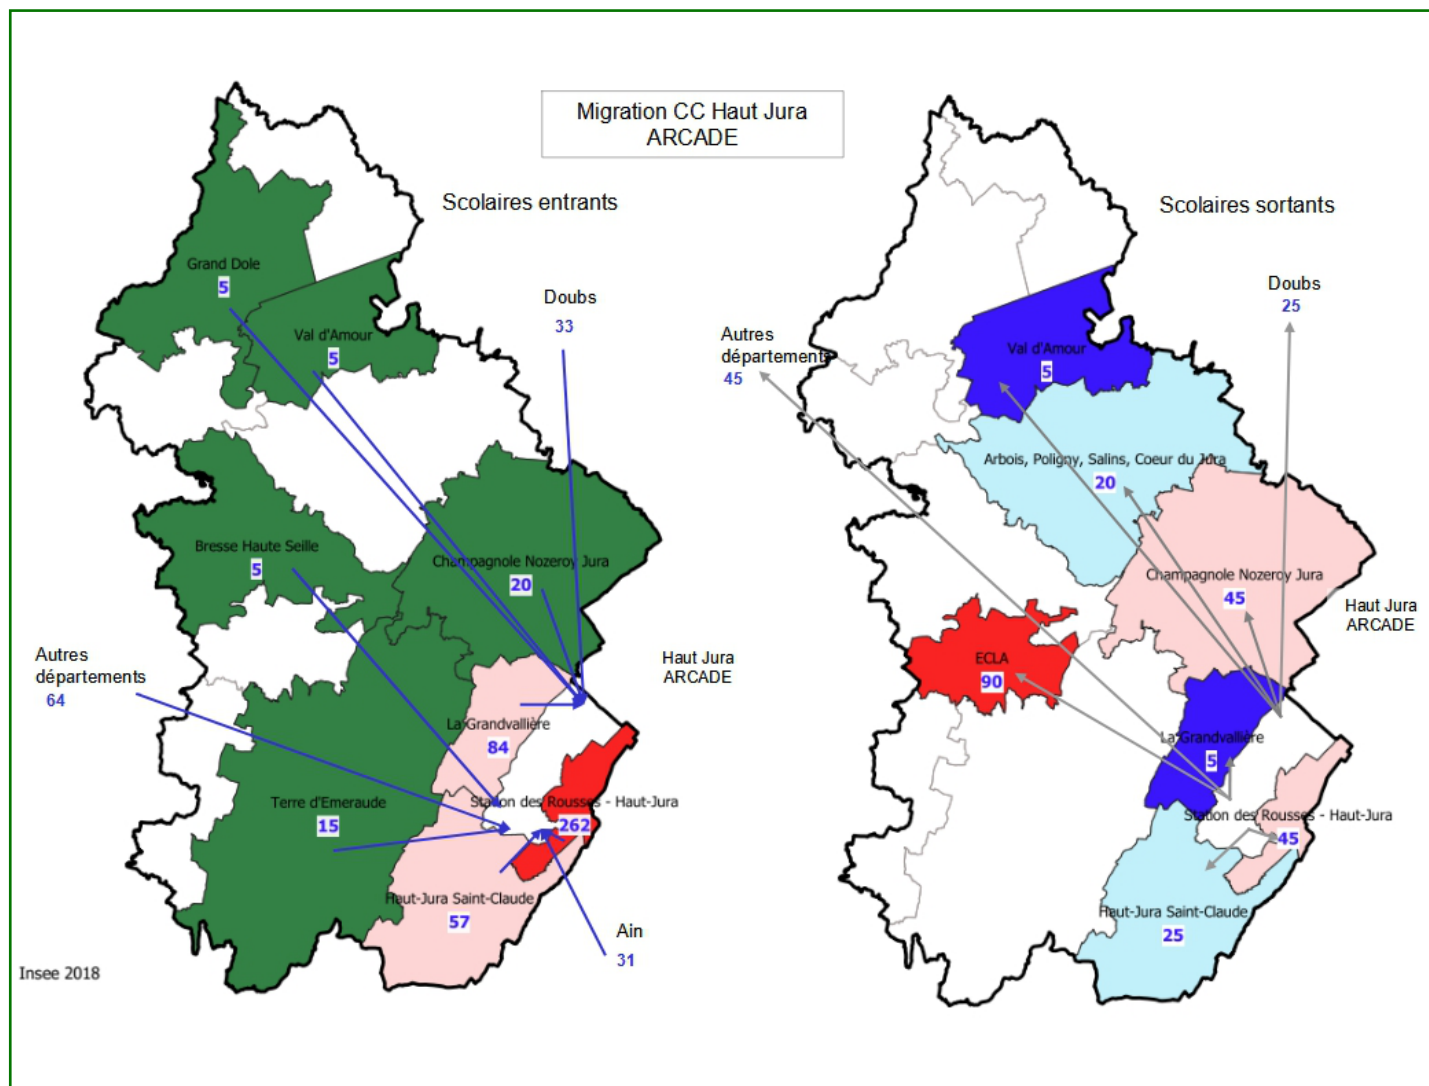 Migration CC Haut Jura
ARCADE
Scolaires entrants
Grand Dole
5
Val d'Amour
5
Doubs
33
Bresse Haute Seille
5
Champagnole Nozeroy Jura
20
Autres
départements
64
Haut Jura
ARCADE
La Grandvallière
84
Terre d'Emeraude
15
Station des Rousses - Haut-Jura
262
Haut-Jura Saint-Claude
57
Ain
31
Insee 2018
Scolaires sortants
Doubs
25
Autres
départements
45
Val d'Amour
5
Arbois, Poligny, Salins, Coeur du Jura
20
Champagnole Nozeroy Jura
45
Haut Jura
ARCADE
ECLA
90
La Grandvallière
5
Station des Rousses - Haut-Jura
45
Haut-Jura Saint-Claude
25